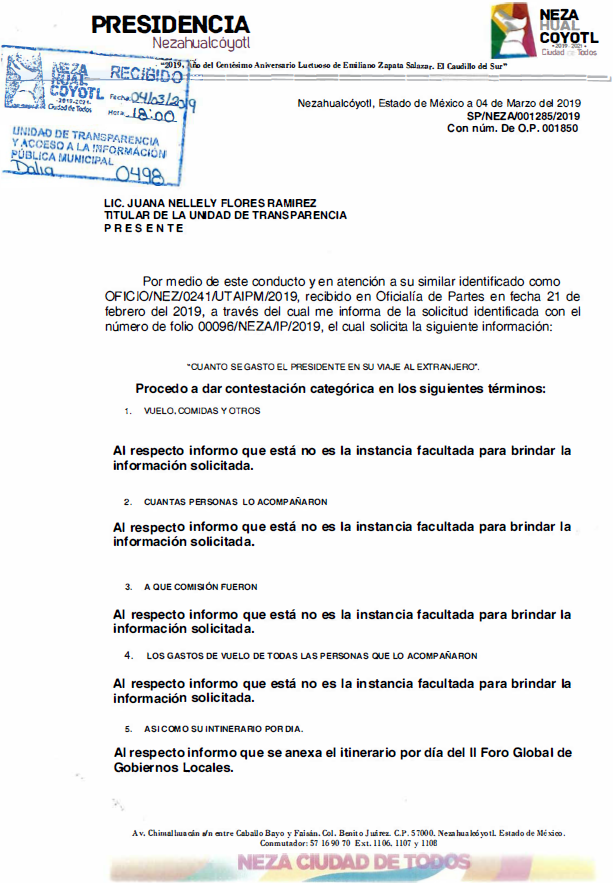 PRESIDENCIA
Nezahualcóyotl
NEZA
HUAL
COYOTL
2019 - 2021
Ciudad de Todos
"2019, Año del Centésimo Aniversario Luctuoso de Emiliano Zapata Salazar, El Caudillo del Sur"
NEZA
HUAL
COYOTL
2019-2021
Ciudad de Todos
RECIBIDO
Fecha 04/03/2019
Hora 18:00
UNIDAD DE TRANSPARENCIA
Y ACCESO A LA INFORMACIÓN
PÚBLICA MUNICIPAL
Dalia 0498
Nezahualcóyotl, Estado de México a 04 de Marzo del 2019
SP/NEZA/001285/2019
Con núm. De O.P. 001850
LIC. JUANA NELLELY FLORES RAMIREZ
TITULAR DE LA UNIDAD DE TRANSPARENCIA
P R E S E N T E
Por medio de este conducto y en atención a su similar identificado como
OFICIO/NEZ/0241/UTAIPM/2019, recibido en Oficialía de Partes en fecha 21 de
febrero del 2019, a través del cual me informa de la solicitud identificada con el
número de folio 00096/NEZA/IP/2019, el cual solicita la siguiente información:
"CUANTO SE GASTO EL PRESIDENTE EN SU VIAJE AL EXTRANJERO".
Procedo a dar contestación categórica en los siguientes términos:
1. VUELO, COMIDAS Y OTROS
Al respecto informo que está no es la instancia facultada para brindar la
información solicitada.
2. CUANTAS PERSONAS LO ACOMPAÑARON
Al respecto informo que está no es la instancia facultada para brindar la
información solicitada.
3. A QUE COMISIÓN FUERON
Al respecto informo que está no es la instancia facultada para brindar la
información solicitada.
4. LOS GASTOS DE VUELO DE TODAS LAS PERSONAS QUE LO ACOMPAÑARON
Al respecto informo que está no es la instancia facultada para brindar la
información solicitada.
5. ASI COMO SU INTINERARIO POR DIA.
Al respecto informo que se anexa el itinerario por día del II Foro Global de
Gobiernos Locales.
Av. Chimalhuacán s/n entre Caballo Bayo y Faisán, Col. Benito Juárez. C.P. 57000. Nezahualcóyotl, Estado de México.
Conmutador: 57 16 90 70 Ext. 1106, 1107 y 1108
NEZA CIUDAD DE TODOS